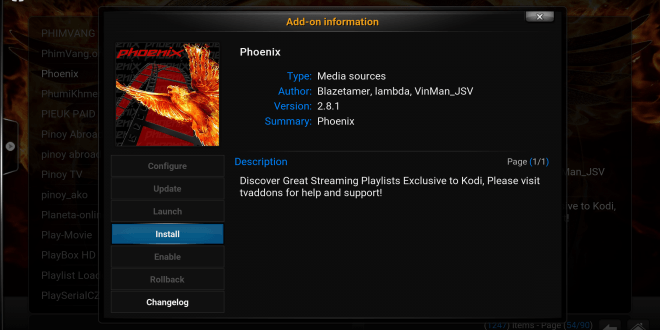 Add-on information
PHIMVANG
PhimVang.o
Phoenix
PhumiKhme
PIEUK PAID
Pinoy Abroa
pinoy abroad
Pinoy TV
pinoy_ako
Planeta-onli
Play-Movie
PlayBox HD
Playlist Load
PlaySerialCZ
phoenix
Phoenix
Type: Media sources
Author: Blazetamer, lambda, VinMan_JSV
Version: 2.8.1
Summary: Phoenix
Configure
Update
Launch
Install
Enable
Rollback
Changelog
Description
Page (1/1)
Discover Great Streaming Playlists Exclusive to Kodi, Please visit
tvaddons for help and support!
Man_JSV
ve to Kodi,
(1247) Items - Page (54/90)